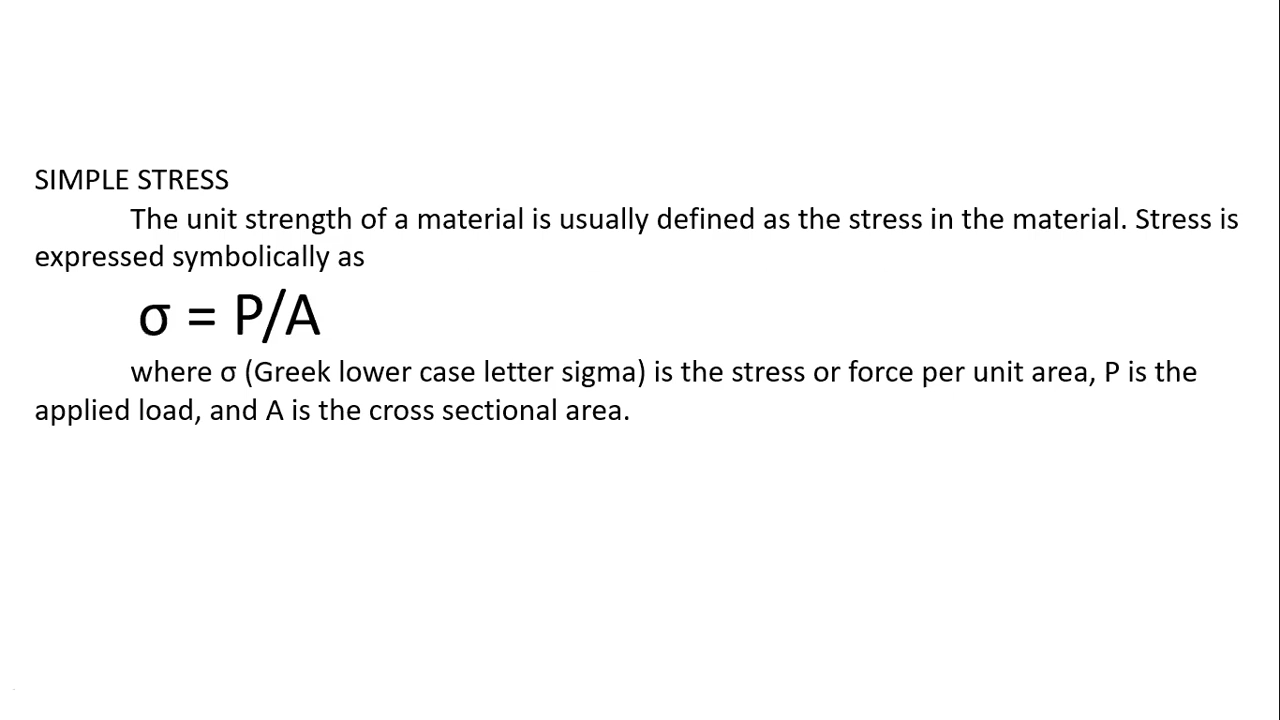 SIMPLE STRESS
The unit strength of a material is usually defined as the stress in the material. Stress is
expressed symbolically as
σ = P/A
where σ (Greek lower case letter sigma) is the stress or force per unit area, P is the
applied load, and A is the cross sectional area.